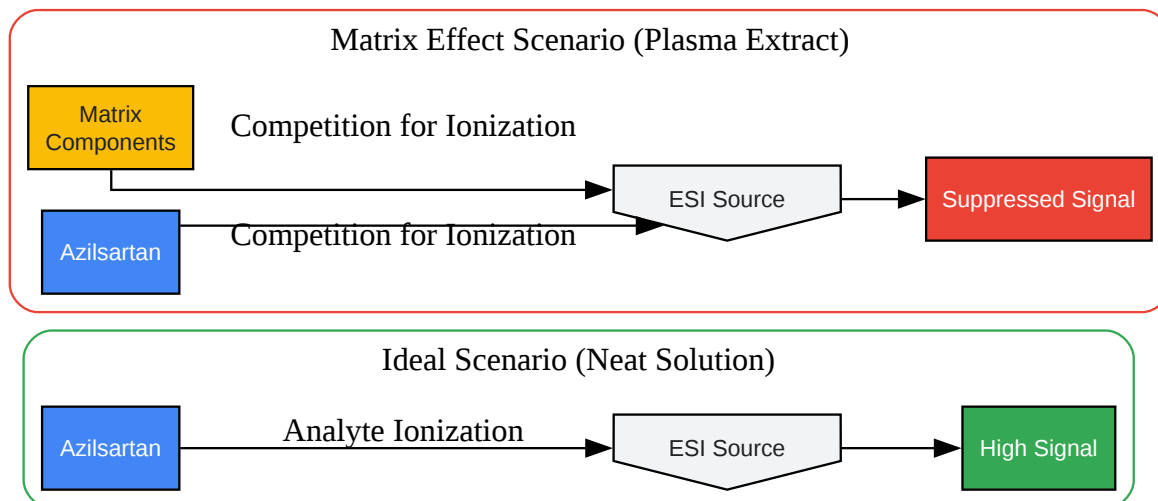 Matrix Effect Scenario (Plasma Extract)
Matrix
Components
Competition for Ionization
ESI Source
Suppressed Signal
Azilsartan
Competition for Ionization
Ideal Scenario (Neat Solution)
Azilsartan
Analyte Ionization
ESI Source
High Signal